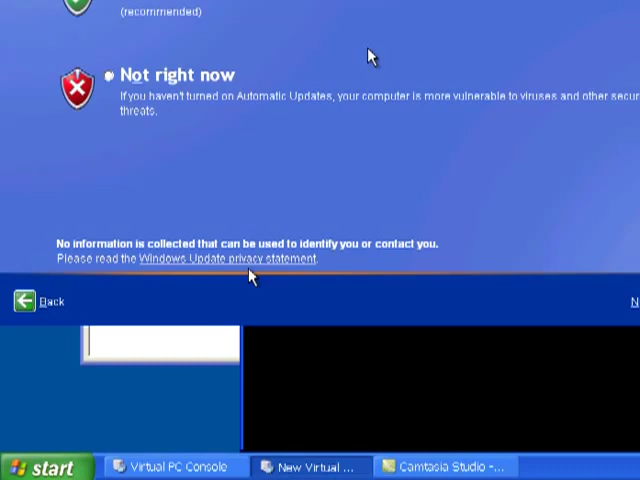 (recommended)
Not right now
If you haven't turned on Automatic Updates, your computer is more vulnerable to viruses and other secur
threats.
No information is collected that can be used to identify you or contact you.
Please read the Windows Update privacy statement.
Back
N
start
Virtual PC Console
New Virtual ...
Camtasia Studio -...